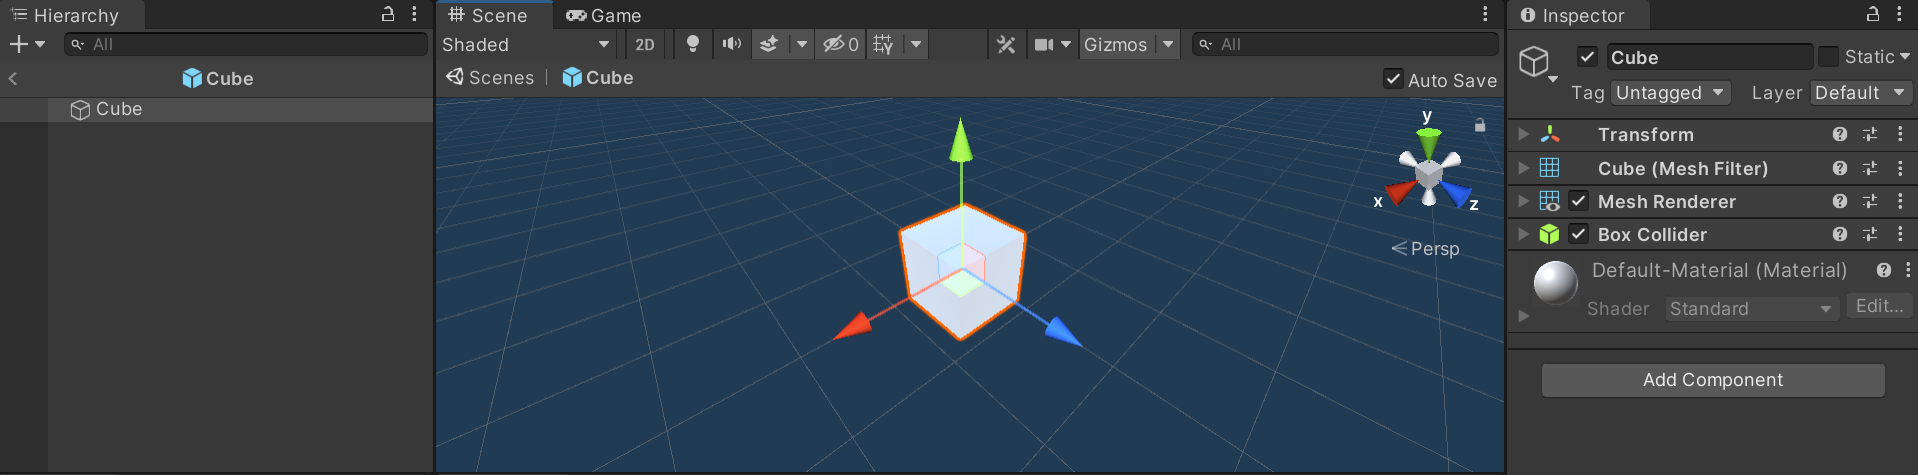 Hierarchy
All
Cube
Cube
Scene
Game
Shaded
2D
0
Gizmos
All
Scenes
Cube
Auto Save
y
x
z
Persp
Inspector
Cube
Static
Tag
Untagged
Layer
Default
Transform
Cube (Mesh Filter)
Mesh Renderer
Box Collider
Default-Material (Material)
Shader
Standard
Edit...
Add Component